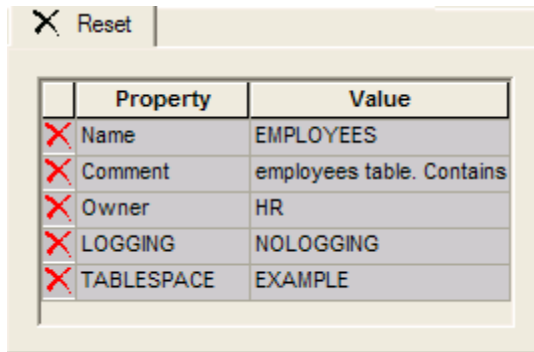 Reset
Property Value
Name EMPLOYEES
Comment employees table. Contains
Owner HR
LOGGING NOLOGGING
TABLESPACE EXAMPLE